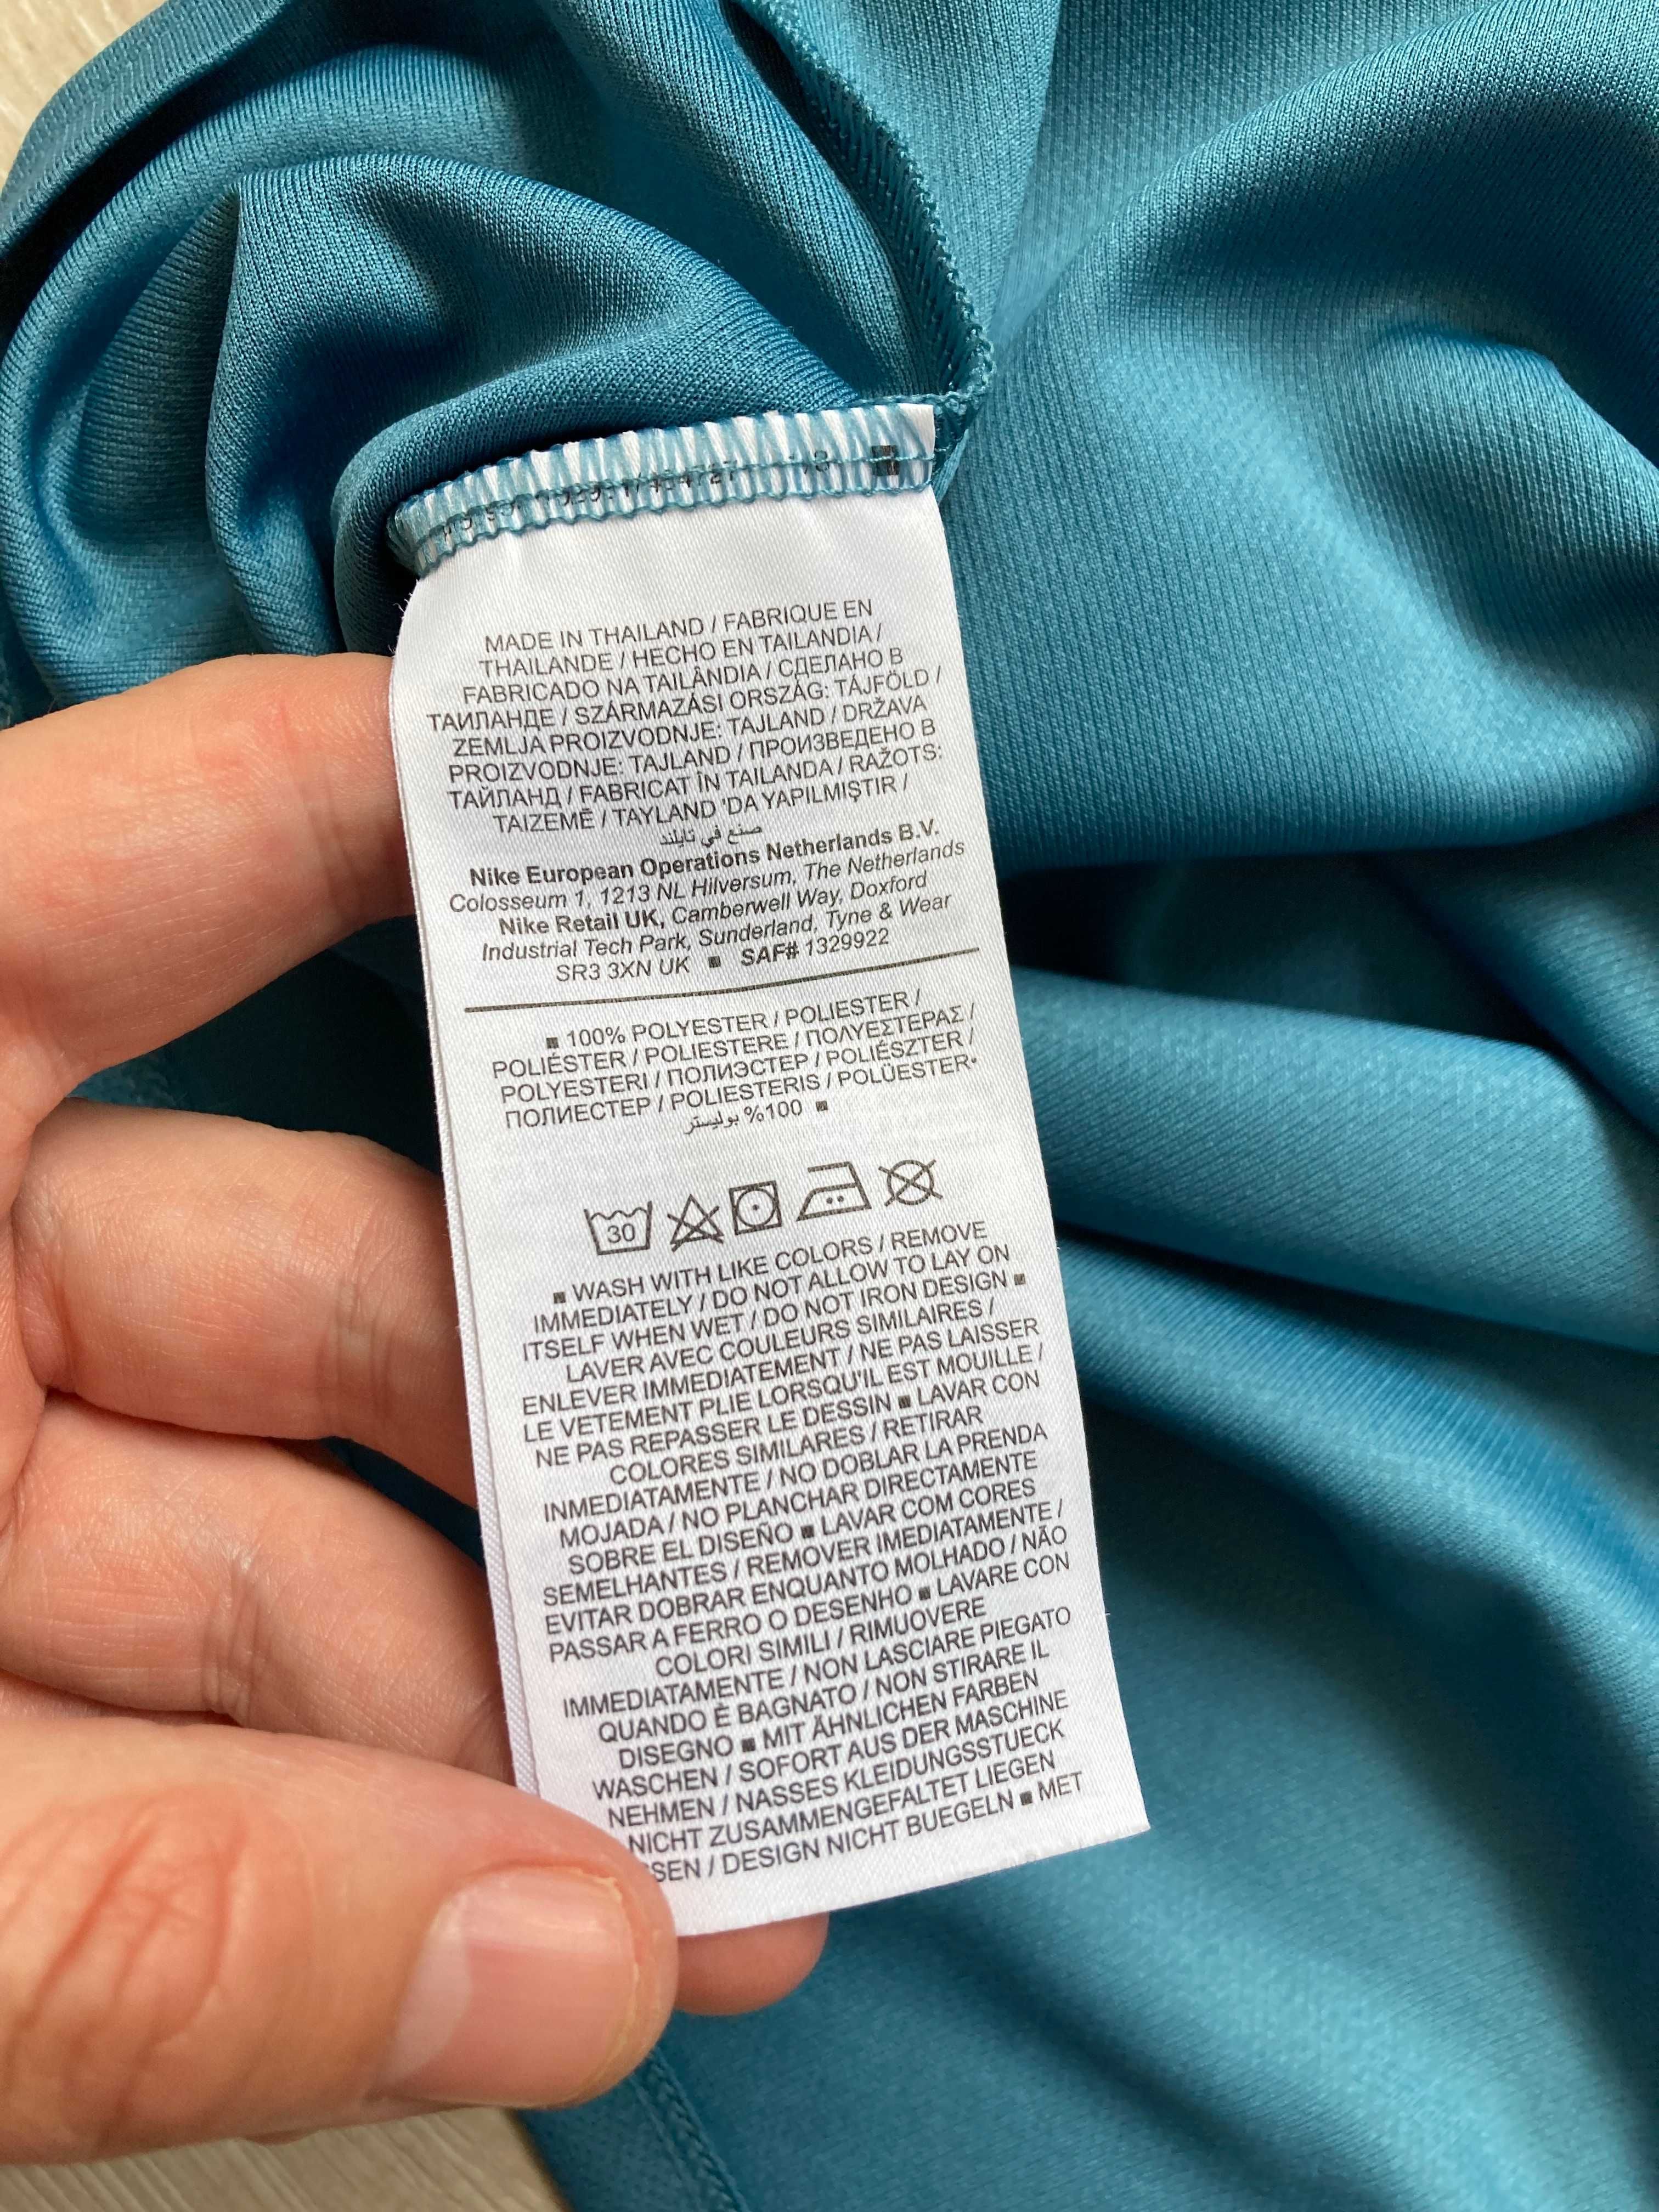 MADE IN THAILAND / FABRIQUE EN
THAILANDE / HECHO EN TAILANDIA /
FABRICADO NA TAILÂNDIA / СДЕЛАНО В
ТАИЛАНДЕ / SZÁRMAZÁSI ORSZÁG: TÁJFÖLD /
ZEMLJA PROIZVODNJE: TAJLAND / DRŽAVA
PROIZVODNJE: TAJLAND / ПРОИЗВЕДЕНО В
ТАЙЛАНД / FABRICAT ÎN TAILANDA / RAŽOTS:
TAIZEMĒ / TAYLAND 'DA YAPILMIŞTIR /
صنع في تايلند
Nike European Operations Netherlands B.V.
Colosseum 1, 1213 NL Hilversum, The Netherlands
Nike Retail UK, Camberwell Way, Doxford
Industrial Tech Park, Sunderland, Tyne & Wear
SR3 3XN UK ■ SAF# 1329922
■ 100% POLYESTER / POLIESTER /
POLIÉSTER / POLIESTERE / ΠΟΛΥΕΣΤΕΡΑΣ /
POLYESTERI / ПОЛИЭСТЕР / POLIÉSZTER /
ПОЛИЕСТЕР / POLIESTERIS / POLÜESTER•
100% بوليستر ■
30
■ WASH WITH LIKE COLORS / REMOVE
IMMEDIATELY / DO NOT ALLOW TO LAY ON
ITSELF WHEN WET / DO NOT IRON DESIGN ■
LAVER AVEC COULEURS SIMILAIRES /
ENLEVER IMMEDIATEMENT / NE PAS LAISSER
LE VETEMENT PLIE LORSQU'IL EST MOUILLE /
NE PAS REPASSER LE DESSIN ■ LAVAR CON
COLORES SIMILARES / RETIRAR
INMEDIATAMENTE / NO DOBLAR LA PRENDA
MOJADA / NO PLANCHAR DIRECTAMENTE
SOBRE EL DISEÑO ■ LAVAR COM CORES
SEMELHANTES / REMOVER IMEDIATAMENTE /
EVITAR DOBRAR ENQUANTO MOLHADO / NÃO
PASSAR A FERRO O DESENHO ■ LAVARE CON
COLORI SIMILI / RIMUOVERE
IMMEDIATAMENTE / NON LASCIARE PIEGATO
QUANDO È BAGNATO / NON STIRARE IL
DISEGNO ■ MIT ÄHNLICHEN FARBEN
WASCHEN / SOFORT AUS DER MASCHINE
NEHMEN / NASSES KLEIDUNGSSTUECK
NICHT ZUSAMMENGEFALTET LIEGEN
SEN / DESIGN NICHT BUEGELN ■ MET